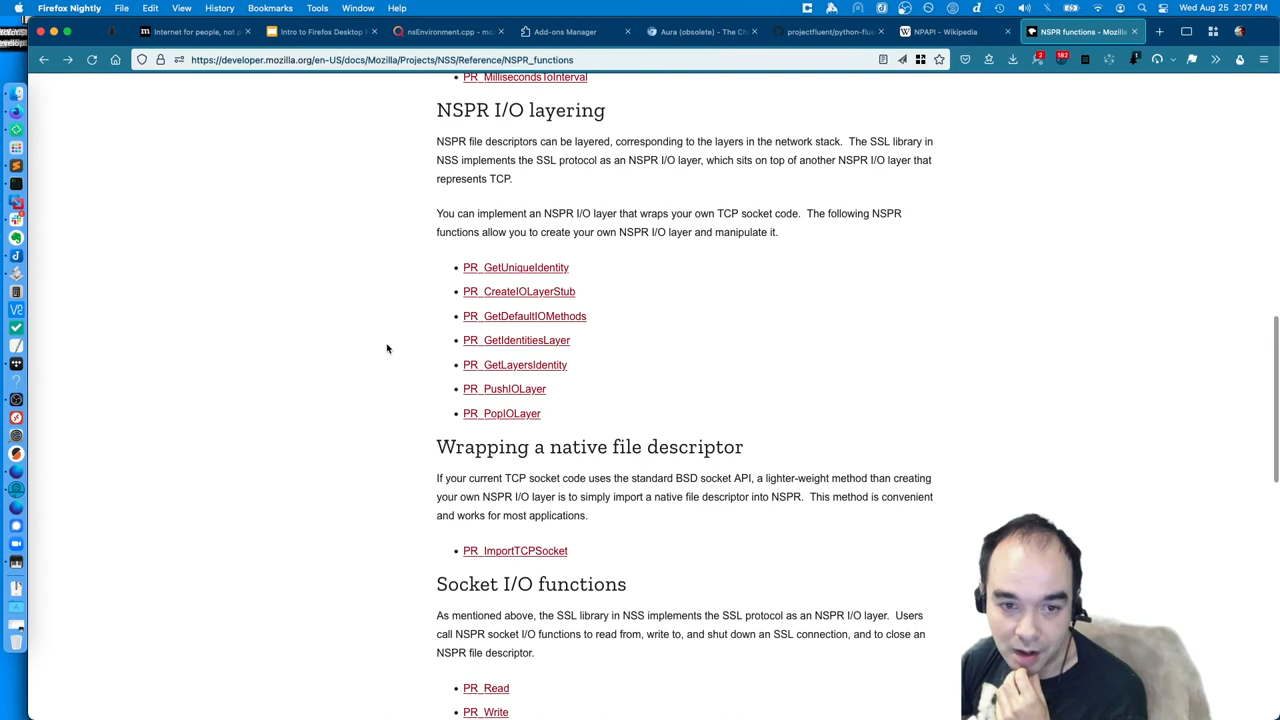 Firefox Nightly File Edit View History Bookmarks Profiles Tools Window Help
Internet for people, not p
Intro to Firefox Desktop F
nsEnvironment.cpp - mo
Add-ons Manager
Aura (obsolete) - The Ch
projectfluent/python-flue
NPAPI - Wikipedia
NSPR functions - Mozilla
https://developer.mozilla.org/en-US/docs/Mozilla/Projects/NSS/Reference/NSPR_functions
PR_MillisecondsToInterval
NSPR I/O layering
NSPR file descriptors can be layered, corresponding to the layers in the network stack. The SSL library in
NSS implements the SSL protocol as an NSPR I/O layer, which sits on top of another NSPR I/O layer that
represents TCP.
You can implement an NSPR I/O layer that wraps your own TCP socket code. The following NSPR
functions allow you to create your own NSPR I/O layer and manipulate it.
PR_GetUniqueIdentity
PR_CreateIOLayerStub
PR_GetDefaultIOMethods
PR_GetIdentitiesLayer
PR_GetLayersIdentity
PR_PushIOLayer
PR_PopIOLayer
Wrapping a native file descriptor
If your current TCP socket code uses the standard BSD socket API, a lighter-weight method than creating
your own NSPR I/O layer is to simply import a native file descriptor into NSPR. This method is convenient
and works for most applications.
PR_ImportTCPSocket
Socket I/O functions
As mentioned above, the SSL library in NSS implements the SSL protocol as an NSPR I/O layer. Users
call NSPR socket I/O functions to read from, write to, and shut down an SSL connection, and to close an
NSPR file descriptor.
PR_Read
PR_Write